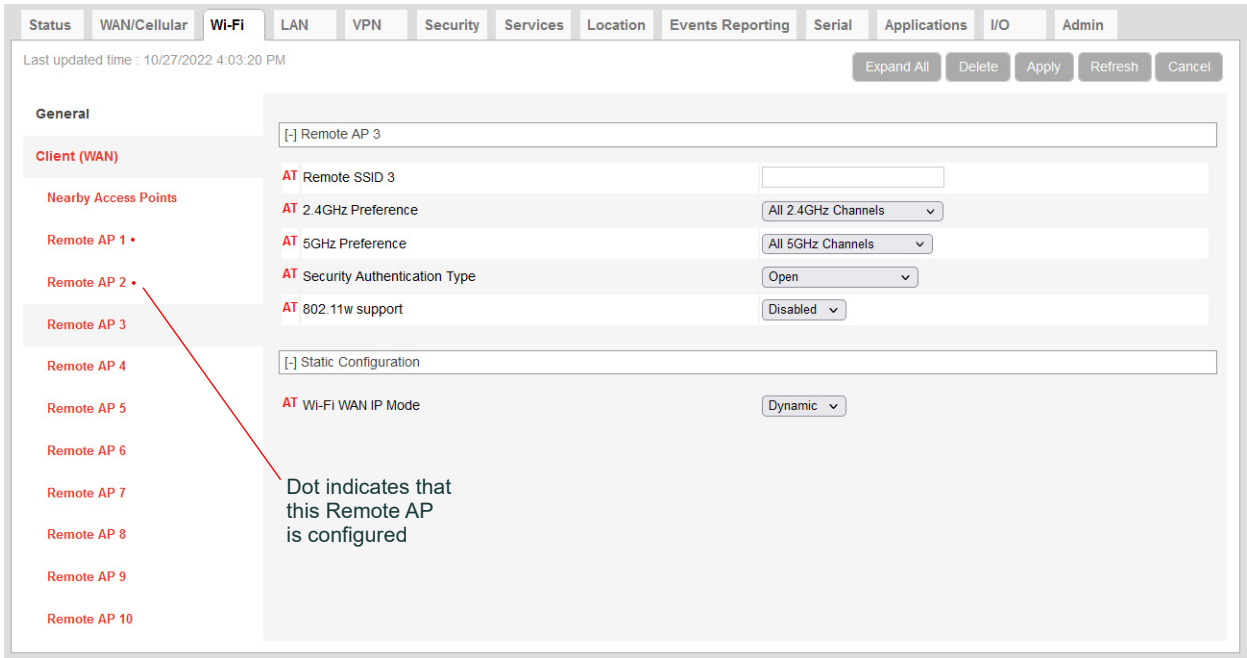 Status WAN/Cellular Wi-Fi LAN VPN Security Services Location Events Reporting Serial Applications I/O Admin
Last updated time : 10/27/2022 4:03:20 PM
Expand All Delete Apply Refresh Cancel
General
Client (WAN)
Nearby Access Points
Remote AP 1 •
Remote AP 2 •
Remote AP 3
Remote AP 4
Remote AP 5
Remote AP 6
Remote AP 7
Remote AP 8
Remote AP 9
Remote AP 10
[-] Remote AP 3
AT Remote SSID 3
AT 2.4GHz Preference All 2.4GHz Channels
AT 5GHz Preference All 5GHz Channels
AT Security Authentication Type Open
AT 802.11w support Disabled
[-] Static Configuration
AT Wi-Fi WAN IP Mode Dynamic
Dot indicates that
this Remote AP
is configured